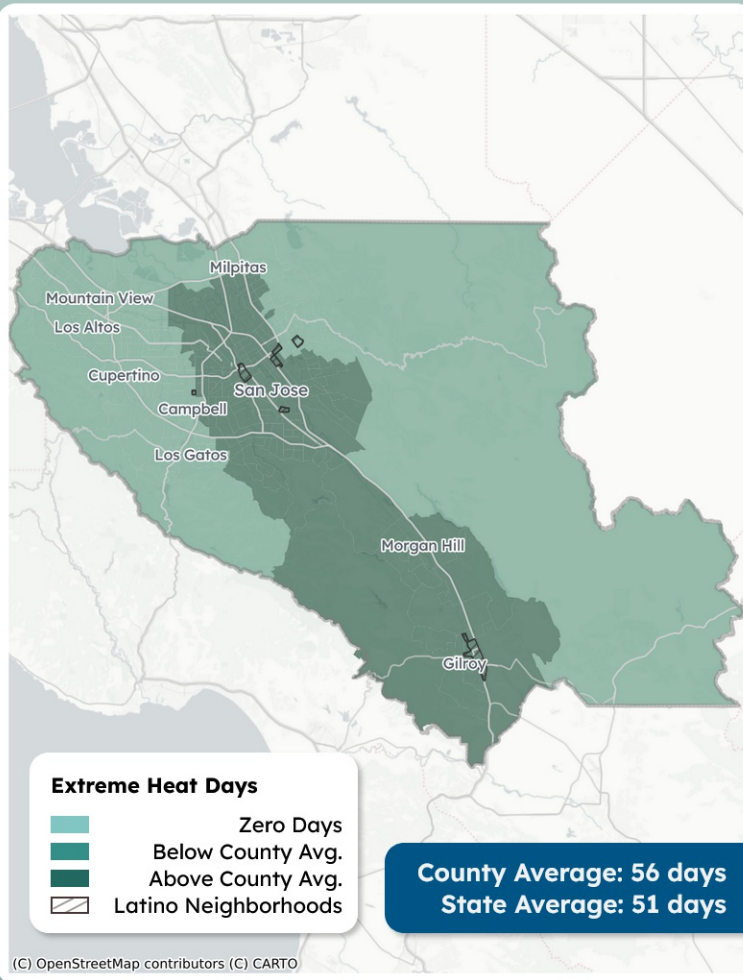 Milpitas
Mountain View
Los Altos
Cupertino
San Jose
Campbell
Los Gatos
Morgan Hill
Gilroy
Extreme Heat Days
Zero Days
Below County Avg.
Above County Avg.
Latino Neighborhoods
County Average: 56 days
State Average: 51 days
(C) OpenStreetMap contributors (C) CARTO